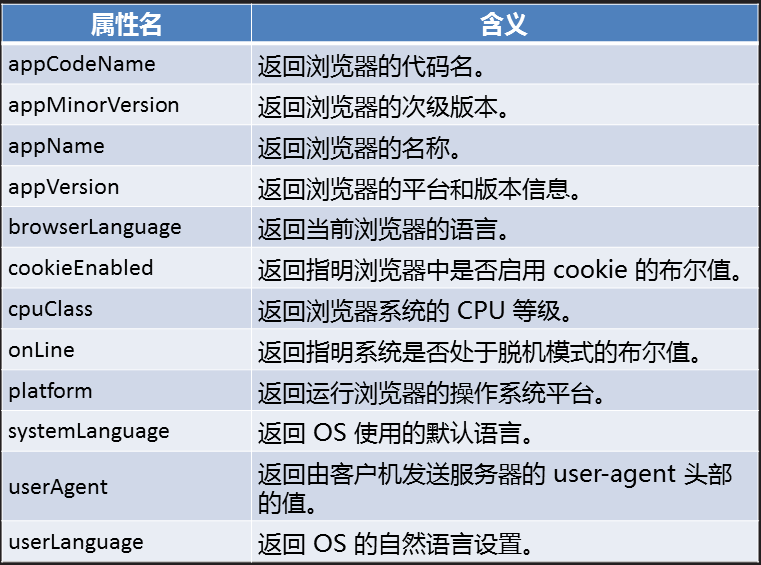 属性名 含义
appCodeName 返回浏览器的代码名。
appMinorVersion 返回浏览器的次级版本。
appName 返回浏览器的名称。
appVersion 返回浏览器的平台和版本信息。
browserLanguage 返回当前浏览器的语言。
cookieEnabled 返回指明浏览器中是否启用 cookie 的布尔值。
cpuClass 返回浏览器系统的 CPU 等级。
onLine 返回指明系统是否处于脱机模式的布尔值。
platform 返回运行浏览器的操作系统平台。
systemLanguage 返回 OS 使用的默认语言。
userAgent 返回由客户机发送服务器的 user-agent 头部
的值。
userLanguage 返回 OS 的自然语言设置。